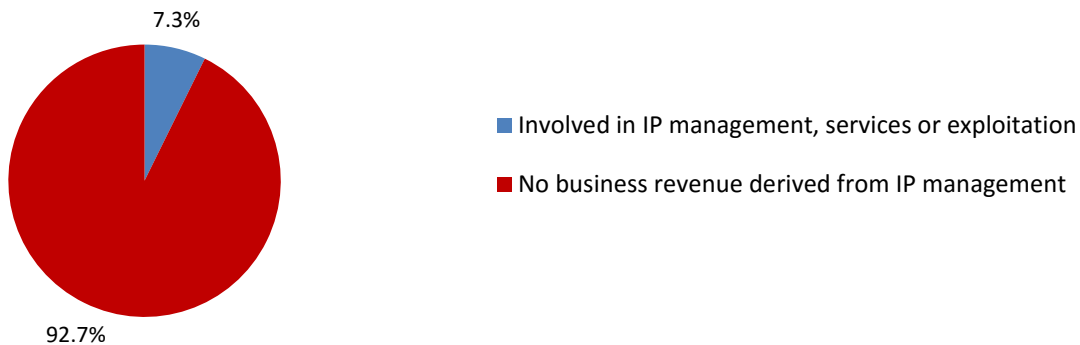 7.3%
Involved in IP management, services or exploitation
No business revenue derived from IP management
92.7%